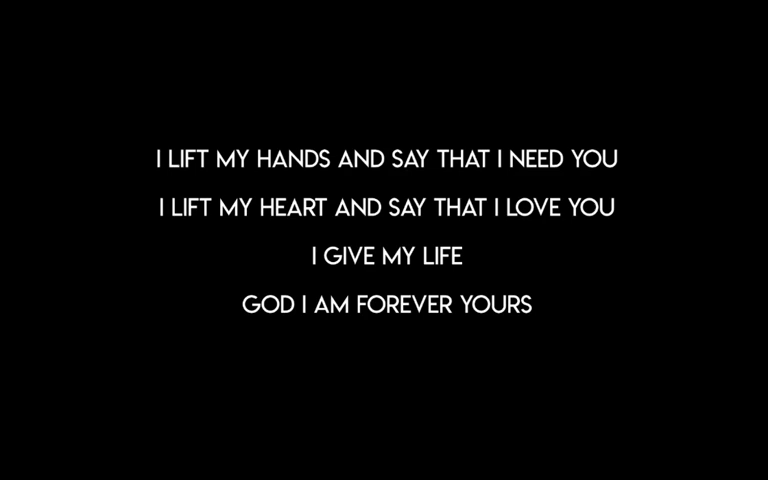 I LIFT MY HANDS AND SAY THAT I NEED YOU
I LIFT MY HEART AND SAY THAT I LOVE YOU
I GIVE MY LIFE
GOD I AM FOREVER YOURS